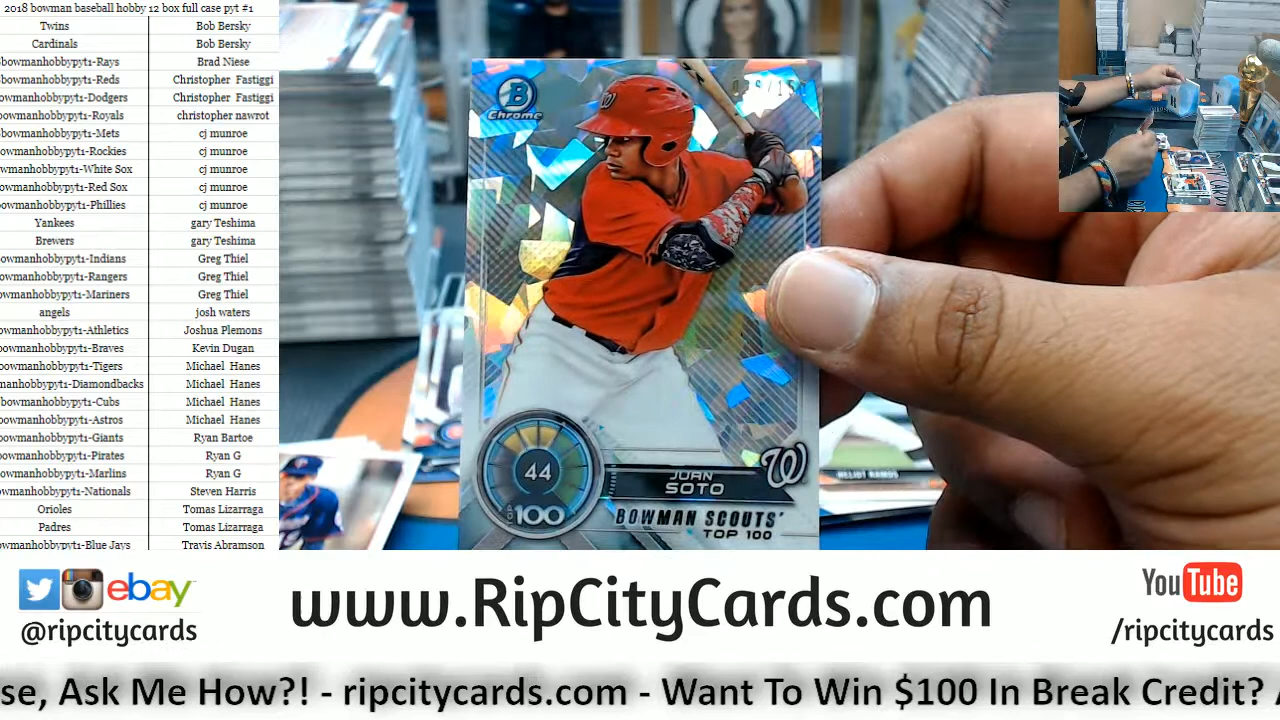 2018 bowman baseball hobby 12 box full case pyt #1
Twins Bob Bersky
Cardinals Bob Bersky
owmanhobbypyt1-Rays Brad Niese
owmanhobbypyt1-Reds Christopher Fastiggi
owmanhobbypyt1-Dodgers Christopher Fastiggi
owmanhobbypyt1-Royals christopher nawrot
owmanhobbypyt1-Mets cj munroe
owmanhobbypyt1-Rockies cj munroe
wmanhobbypyt1-White Sox cj munroe
owmanhobbypyt1-Red Sox cj munroe
owmanhobbypyt1-Phillies cj munroe
Yankees gary Teshima
Brewers gary Teshima
owmanhobbypyt1-Indians Greg Thiel
owmanhobbypyt1-Rangers Greg Thiel
owmanhobbypyt1-Mariners Greg Thiel
angels josh waters
owmanhobbypyt1-Athletics Joshua Plemons
owmanhobbypyt1-Braves Kevin Dugan
owmanhobbypyt1-Tigers Michael Hanes
manhobbypyt1-Diamondbacks Michael Hanes
bowmanhobbypyt1-Cubs Michael Hanes
owmanhobbypyt1-Astros Michael Hanes
owmanhobbypyt1-Giants Ryan Bartoe
owmanhobbypyt1-Pirates Ryan G
owmanhobbypyt1-Marlins Ryan G
wmanhobbypyt1-Nationals Steven Harris
Orioles Tomas Lizarraga
Padres Tomas Lizarraga
owmanhobbypyt1-Blue Jays Travis Abramson
B
Chrome
W
44
100
JUAN
SOTO
W
BOWMAN SCOUTS'
TOP 100
HELIOT RAMOS
ebay
@ripcitycards
www.RipCityCards.com
YouTube
/ripcitycards
se, Ask Me How?! - ripcitycards.com - Want To Win $100 In Break Credit? A